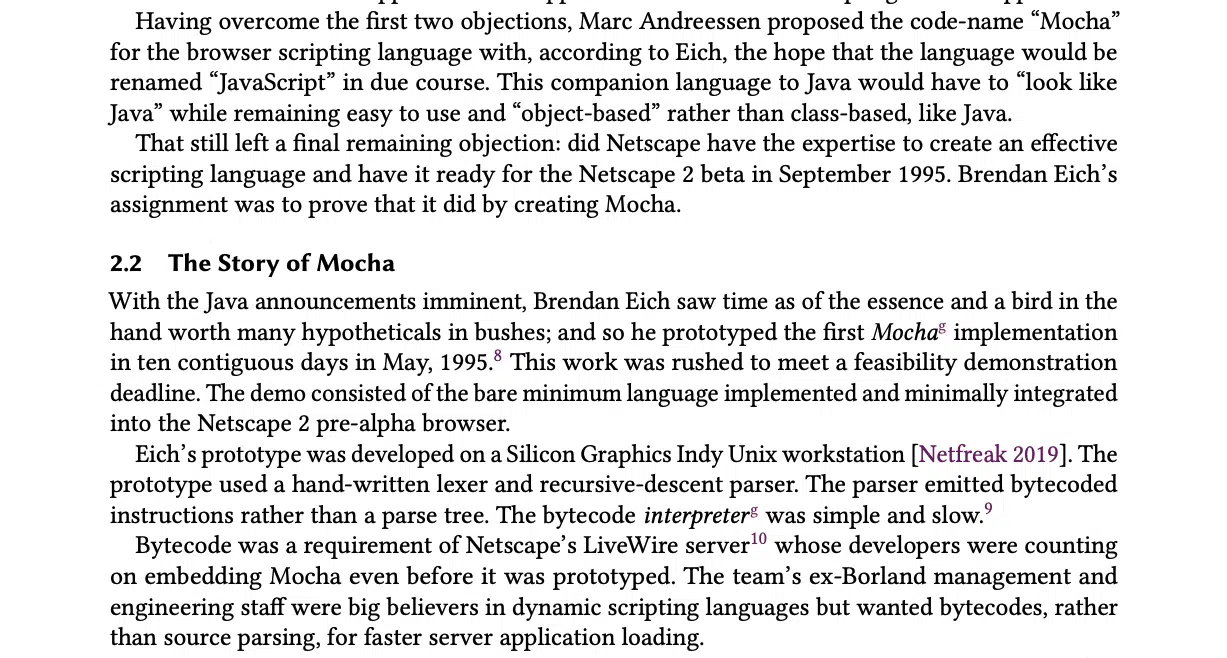 Having overcome the first two objections, Marc Andreessen proposed the code-name “Mocha”
for the browser scripting language with, according to Eich, the hope that the language would be
renamed “JavaScript” in due course. This companion language to Java would have to “look like
Java” while remaining easy to use and “object-based” rather than class-based, like Java.
That still left a final remaining objection: did Netscape have the expertise to create an effective
scripting language and have it ready for the Netscape 2 beta in September 1995. Brendan Eich’s
assignment was to prove that it did by creating Mocha.
2.2 The Story of Mocha
With the Java announcements imminent, Brendan Eich saw time as of the essence and a bird in the
hand worth many hypotheticals in bushes; and so he prototyped the first Mochaᵍ implementation
in ten contiguous days in May, 1995.⁸ This work was rushed to meet a feasibility demonstration
deadline. The demo consisted of the bare minimum language implemented and minimally integrated
into the Netscape 2 pre-alpha browser.
Eich’s prototype was developed on a Silicon Graphics Indy Unix workstation [Netfreak 2019]. The
prototype used a hand-written lexer and recursive-descent parser. The parser emitted bytecoded
instructions rather than a parse tree. The bytecode interpreterᵍ was simple and slow.⁹
Bytecode was a requirement of Netscape’s LiveWire server¹⁰ whose developers were counting
on embedding Mocha even before it was prototyped. The team’s ex-Borland management and
engineering staff were big believers in dynamic scripting languages but wanted bytecodes, rather
than source parsing, for faster server application loading.